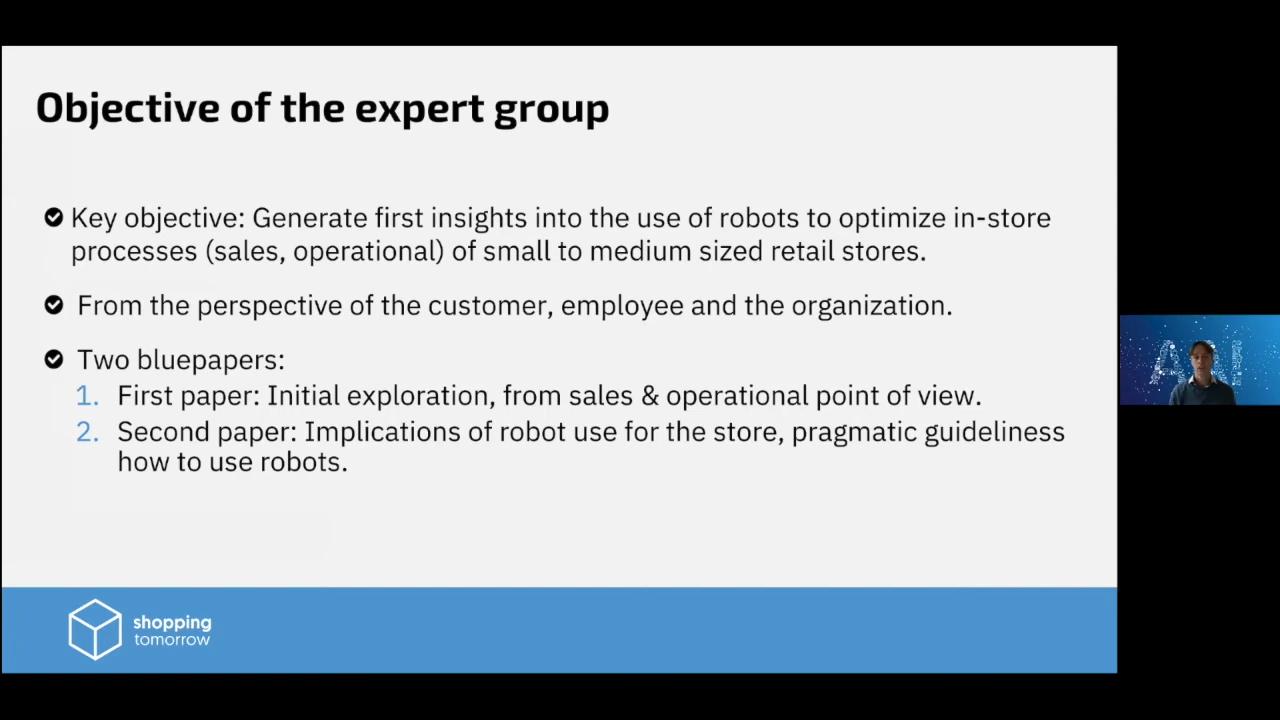 Objective of the expert group
Key objective: Generate first insights into the use of robots to optimize in-store
processes (sales, operational) of small to medium sized retail stores.
From the perspective of the customer, employee and the organization.
Two bluepapers:
1. First paper: Initial exploration, from sales & operational point of view.
2. Second paper: Implications of robot use for the store, pragmatic guideliness
how to use robots.
shopping
tomorrow